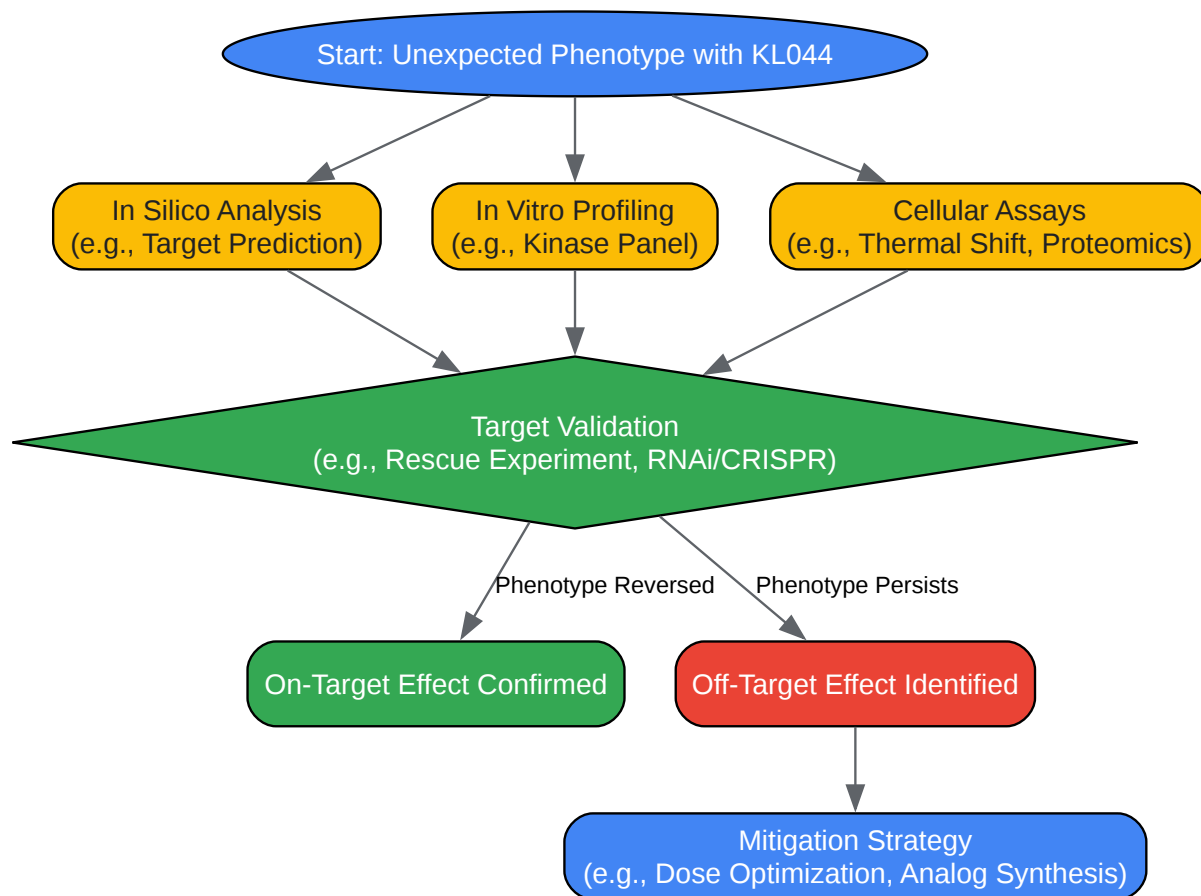 Start: Unexpected Phenotype with KL044
In Silico Analysis
(e.g., Target Prediction)
In Vitro Profiling
(e.g., Kinase Panel)
Cellular Assays
(e.g., Thermal Shift, Proteomics)
Target Validation
(e.g., Rescue Experiment, RNAi/CRISPR)
Phenotype Reversed
Phenotype Persists
On-Target Effect Confirmed
Off-Target Effect Identified
Mitigation Strategy
(e.g., Dose Optimization, Analog Synthesis)